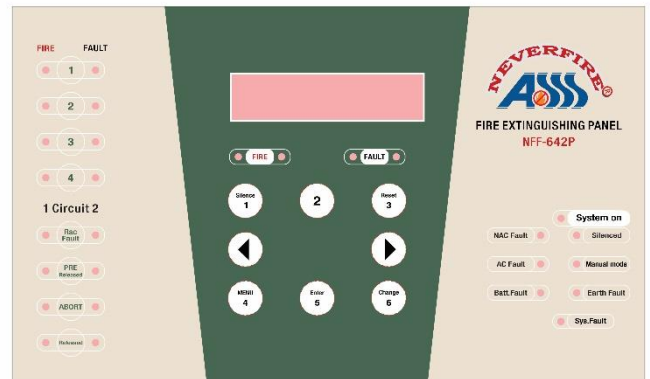 FIRE FAULT
1
2
3
4
1 Circuit 2
Rac
Fault
PRE
Released
ABORT
Released
FIRE FAULT
Silence
1
2
Reset
3
MENU
4
Enter
5
Change
6
NEVERFIRE®
ASSS
FIRE EXTINGUISHING PANEL
NFF-642P
System on
NAC Fault Silenced
AC Fault Manual mode
Batt.Fault Earth Fault
Sys.Fault